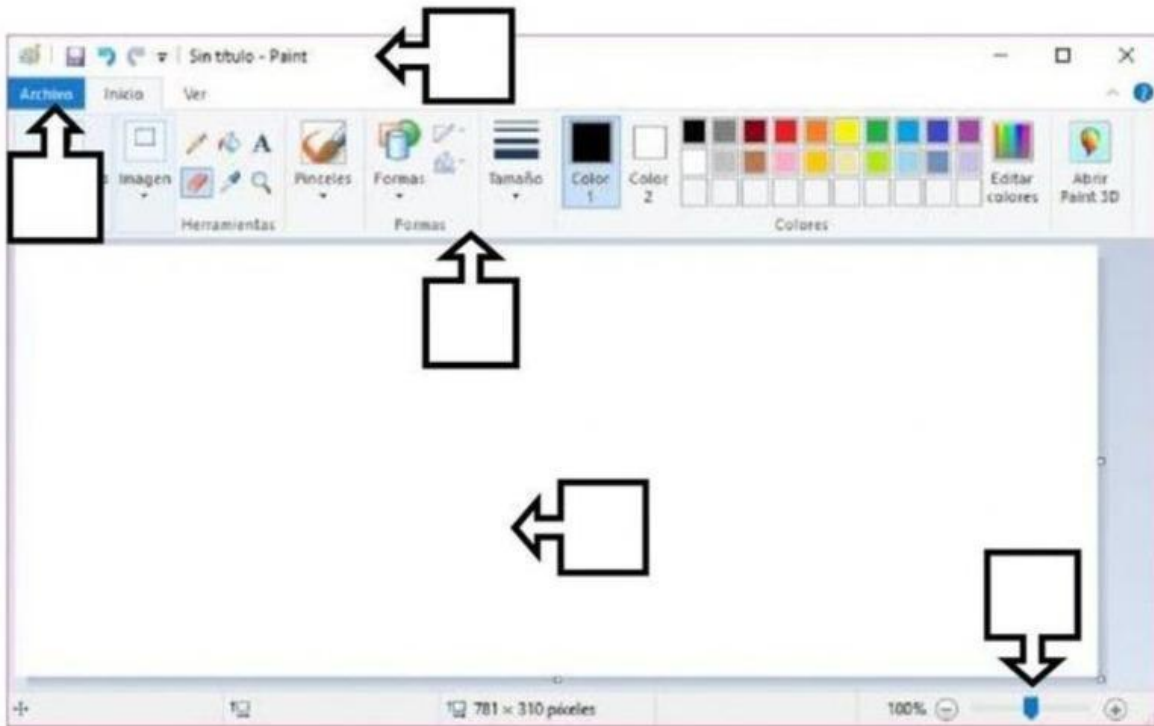 Sin título - Paint
Archivo Inicio Ver
A
Imagen Pinceles Formas Tamaño Color 1 Color 2 Editar colores Abrir Paint 3D
Herramientas Formas Colores
781 × 310 píxeles 100%